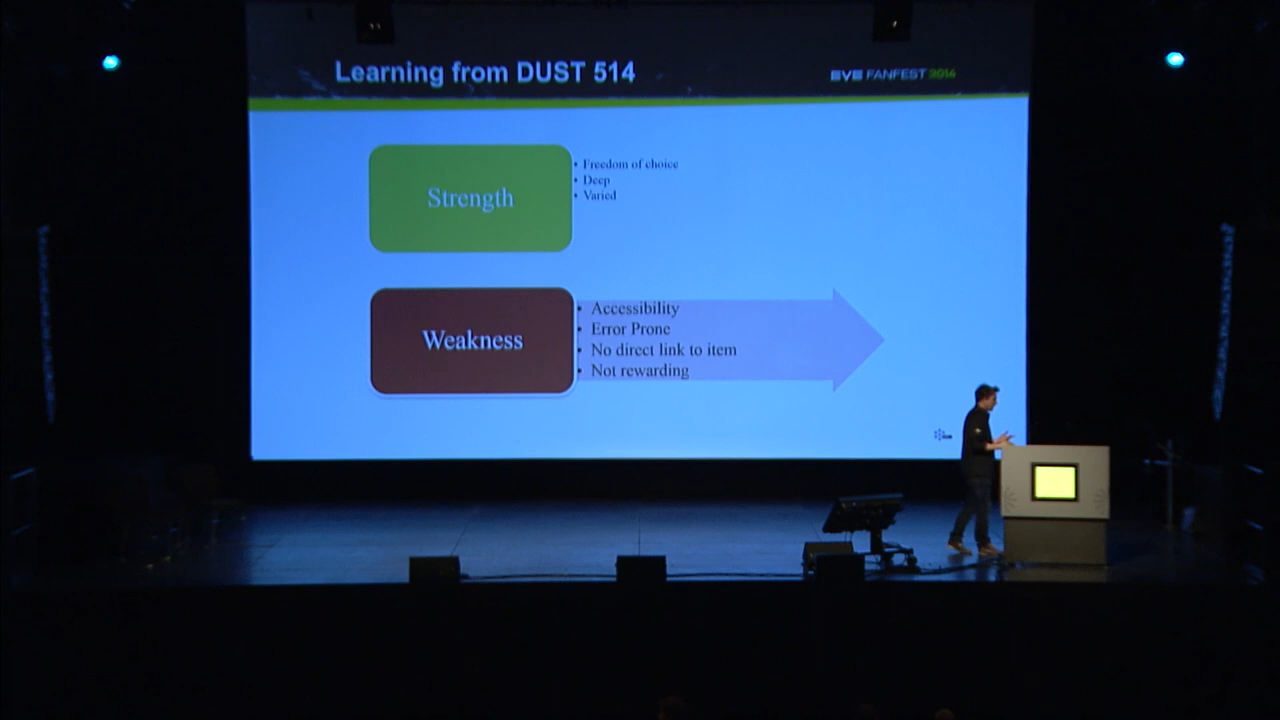 Learning from DUST 514
EVE FANFEST 2014
Strength
• Freedom of choice
• Deep
• Varied
Weakness
• Accessibility
• Error Prone
• No direct link to item
• Not rewarding